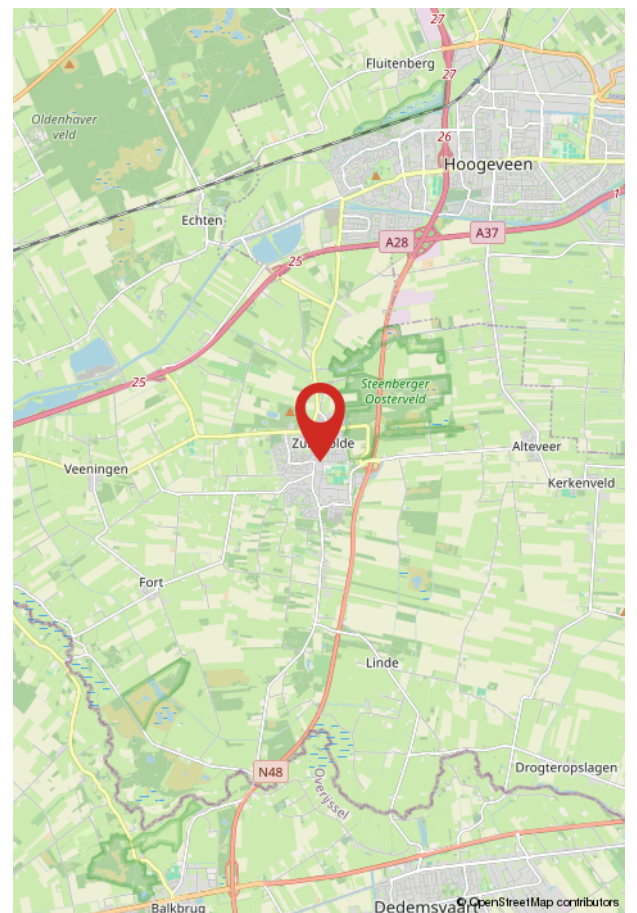 27
Fluitenberg
27
Oldenhaver
veld
26
Hoogeveen
Echten
A28
A37
1
25
25
Steenberger
Oosterveld
Alteveer
Veeningen
Kerkenveld
Fort
Linde
N48
Overijssel
Drogteropslagen
Balkbrug
Dedemsvaart
© OpenStreetMap contributors